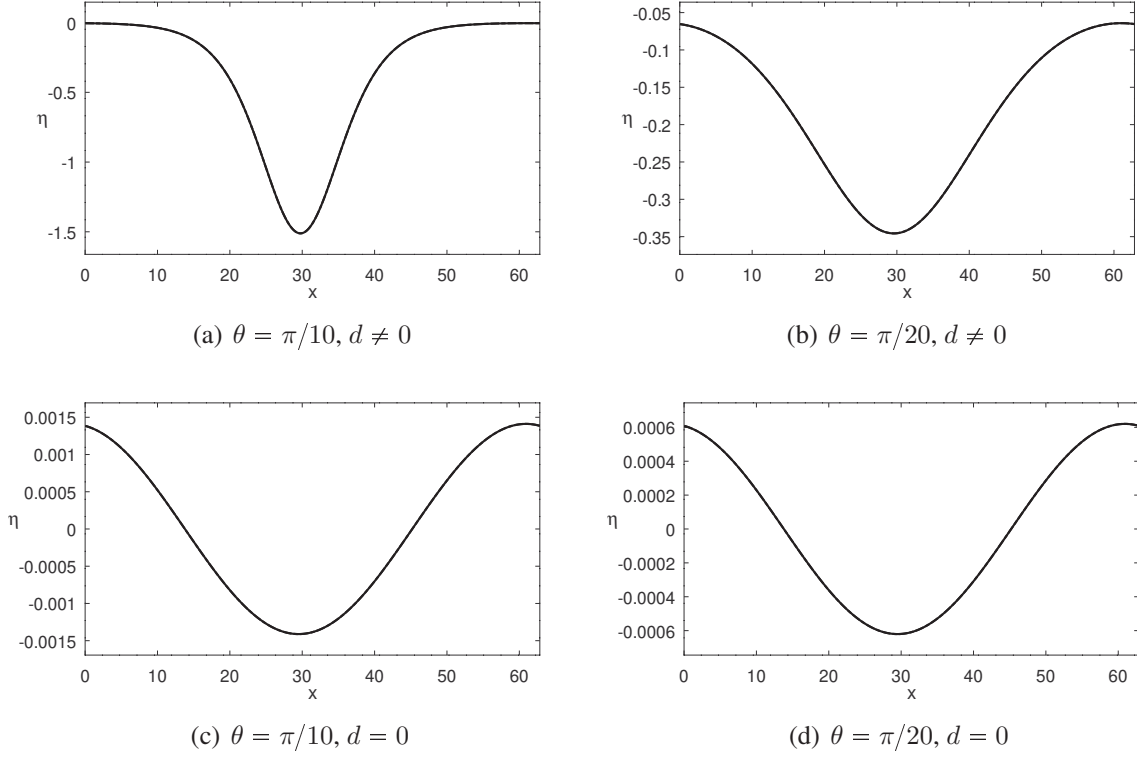 0
-0.5
η
-1
-1.5
0 10 20 30 40 50 60
x
(a) θ = π/10, d ≠ 0
-0.05
-0.1
-0.15
-0.2
η
-0.25
-0.3
-0.35
0 10 20 30 40 50 60
x
(b) θ = π/20, d ≠ 0
0.0015
0.001
0.0005
η
0
-0.0005
-0.001
-0.0015
0 10 20 30 40 50 60
x
(c) θ = π/10, d = 0
0.0006
0.0004
0.0002
η
0
-0.0002
-0.0004
-0.0006
0 10 20 30 40 50 60
x
(d) θ = π/20, d = 0